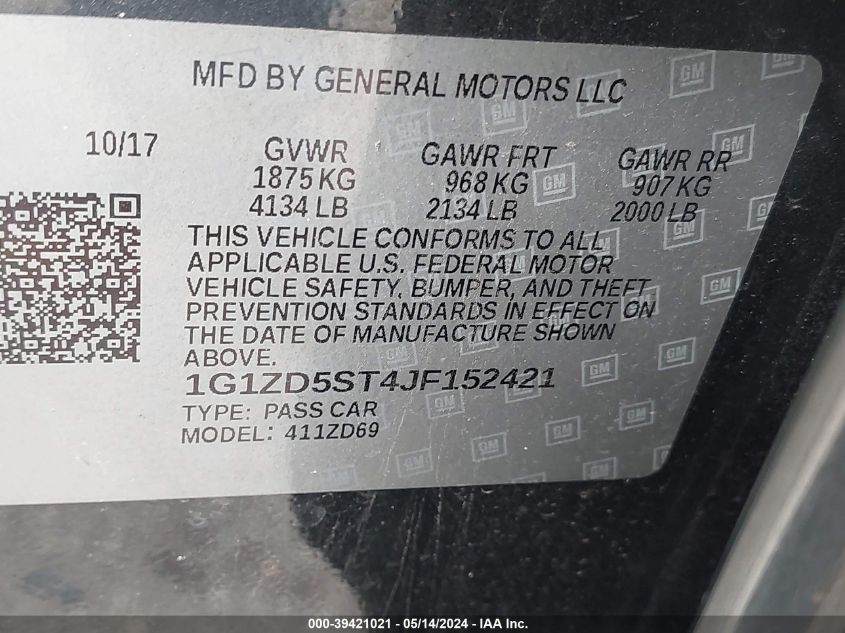 MFD BY GENERAL MOTORS LLC
10/17 GVWR GAWR FRT GAWR RR
1875 KG 968 KG 907 KG
4134 LB 2134 LB 2000 LB
THIS VEHICLE CONFORMS TO ALL
APPLICABLE U.S. FEDERAL MOTOR
VEHICLE SAFETY, BUMPER, AND THEFT
PREVENTION STANDARDS IN EFFECT ON
THE DATE OF MANUFACTURE SHOWN
ABOVE.
1G1ZD5ST4JF152421
TYPE: PASS CAR
MODEL: 411ZD69
000-39421021 - 05/14/2024 - IAA Inc.